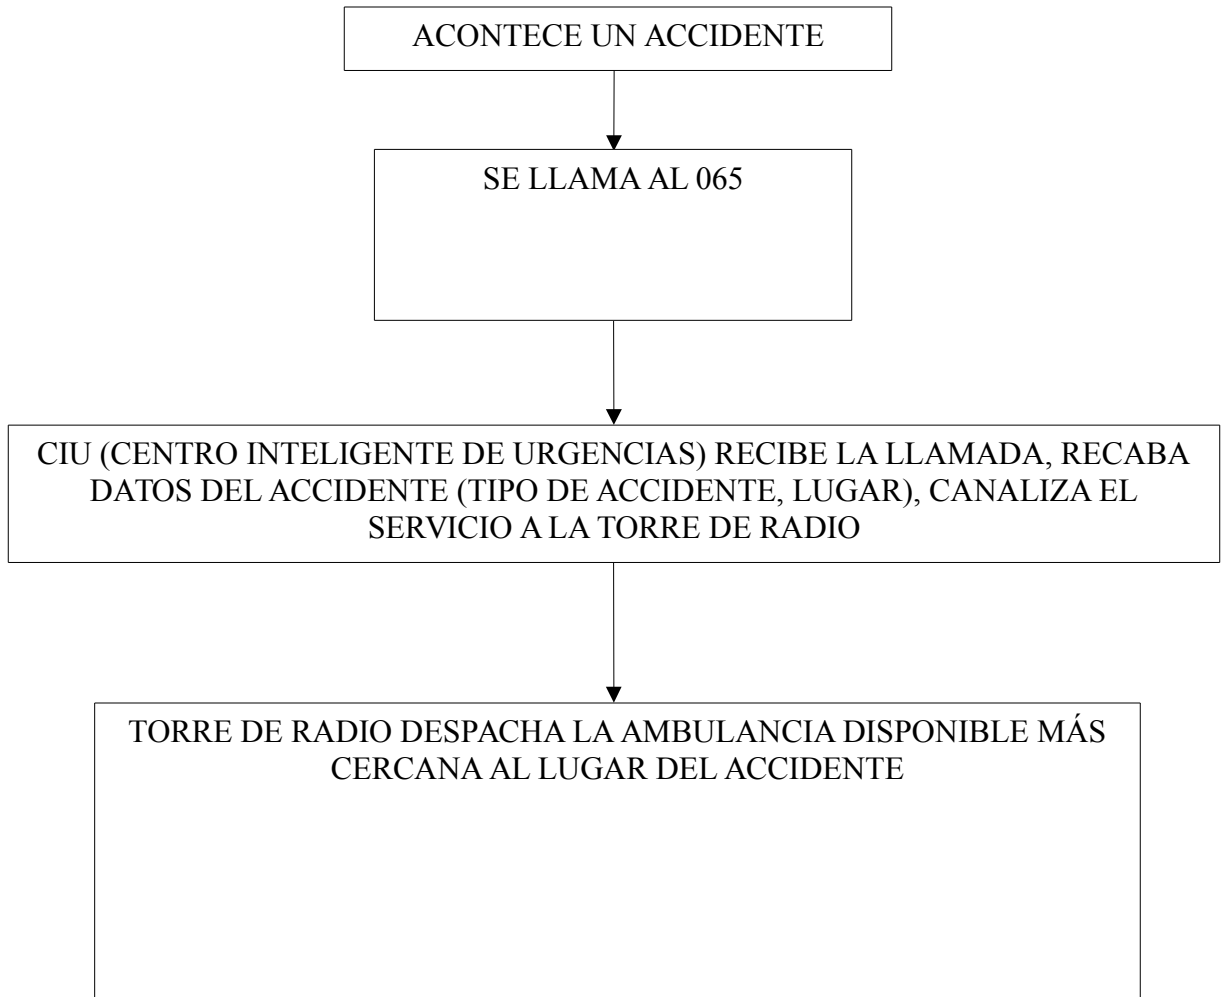 ACONTECE UN ACCIDENTE
SE LLAMA AL 065
CIU (CENTRO INTELIGENTE DE URGENCIAS) RECIBE LA LLAMADA, RECABA
DATOS DEL ACCIDENTE (TIPO DE ACCIDENTE, LUGAR), CANALIZA EL
SERVICIO A LA TORRE DE RADIO
TORRE DE RADIO DESPACHA LA AMBULANCIA DISPONIBLE MÁS
CERCANA AL LUGAR DEL ACCIDENTE